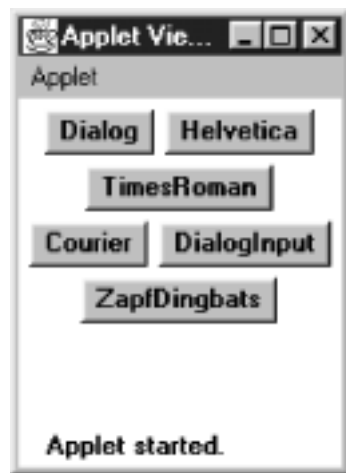 Applet Vie...
Applet
Dialog Helvetica
TimesRoman
Courier DialogInput
ZapfDingbats
Applet started.